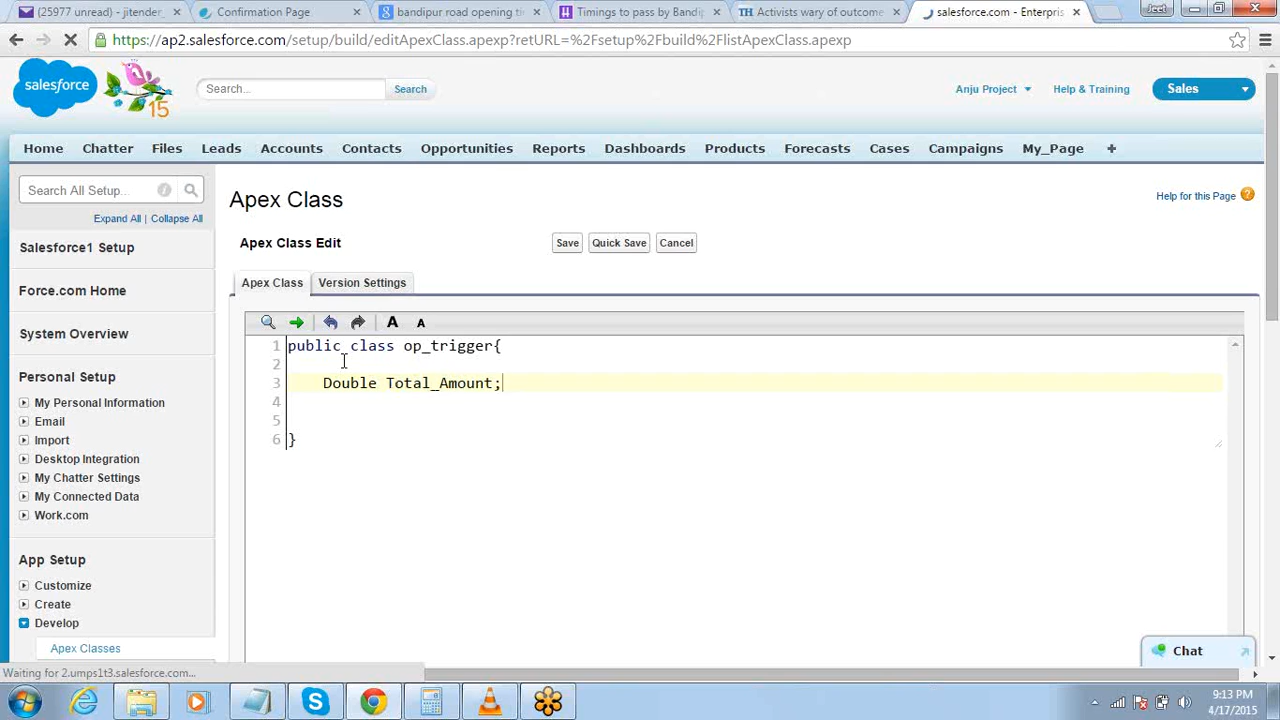 (25977 unread) - jitender_
Confirmation Page
bandipur road opening ti
Timings to pass by Bandip
TH Activists wary of outcome
salesforce.com - Enterpris
Jeet
https://ap2.salesforce.com/setup/build/editApexClass.apexp?retURL=%2Fsetup%2Fbuild%2FlistApexClass.apexp
salesforce
15
Search...
Search
Anju Project
Help & Training
Sales
Home
Chatter
Files
Leads
Accounts
Contacts
Opportunities
Reports
Dashboards
Products
Forecasts
Cases
Campaigns
My_Page
+
Search All Setup...
Expand All | Collapse All
Salesforce1 Setup
Force.com Home
System Overview
Personal Setup
My Personal Information
Email
Import
Desktop Integration
My Chatter Settings
My Connected Data
Work.com
App Setup
Customize
Create
Develop
Apex Classes
Apex Class
Help for this Page
Apex Class Edit
Save
Quick Save
Cancel
Apex Class
Version Settings
A A
1 public class op_trigger{
2
3 Double Total_Amount;
4
5
6 }
Chat
Waiting for 2.umps1t3.salesforce.com...
9:13 PM
4/17/2015